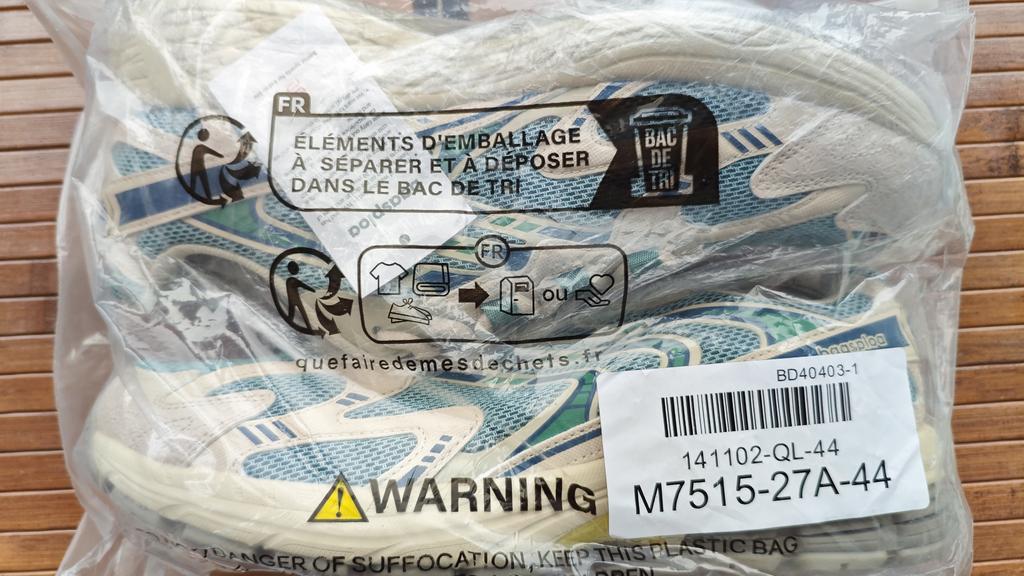 FR
ÉLÉMENTS D'EMBALLAGE
À SÉPARER ET À DÉPOSER
DANS LE BAC DE TRI
BAC
DE
TRI
FR
ou
quefairedemesdechets.fr
BD40403-1
141102-QL-44
M7515-27A-44
WARNING
DANGER OF SUFFOCATION, KEEP THIS PLASTIC BAG